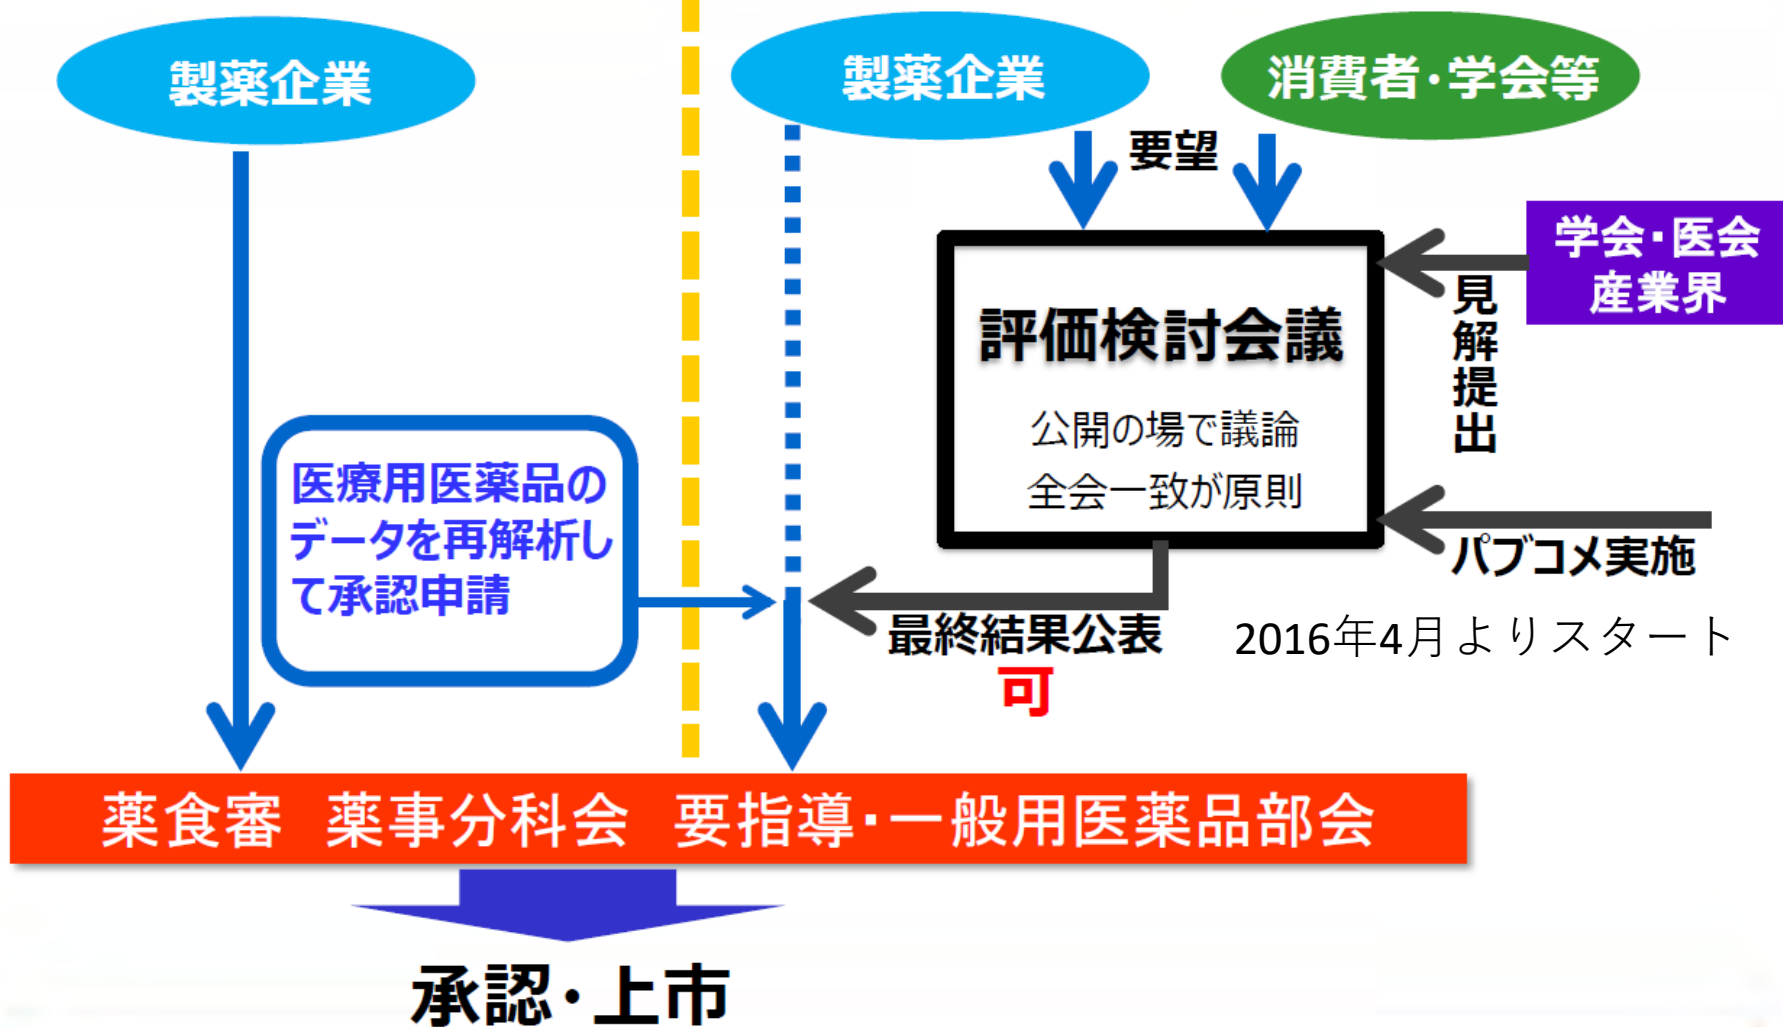 製薬企業
製薬企業
消費者・学会等
要望
学会・医会
産業界
見解提出
評価検討会議
公開の場で議論
全会一致が原則
医療用医薬品の
データを再解析し
て承認申請
パブコメ実施
最終結果公表
可
2016年4月よりスタート
薬食審 薬事分科会 要指導・一般用医薬品部会
承認・上市